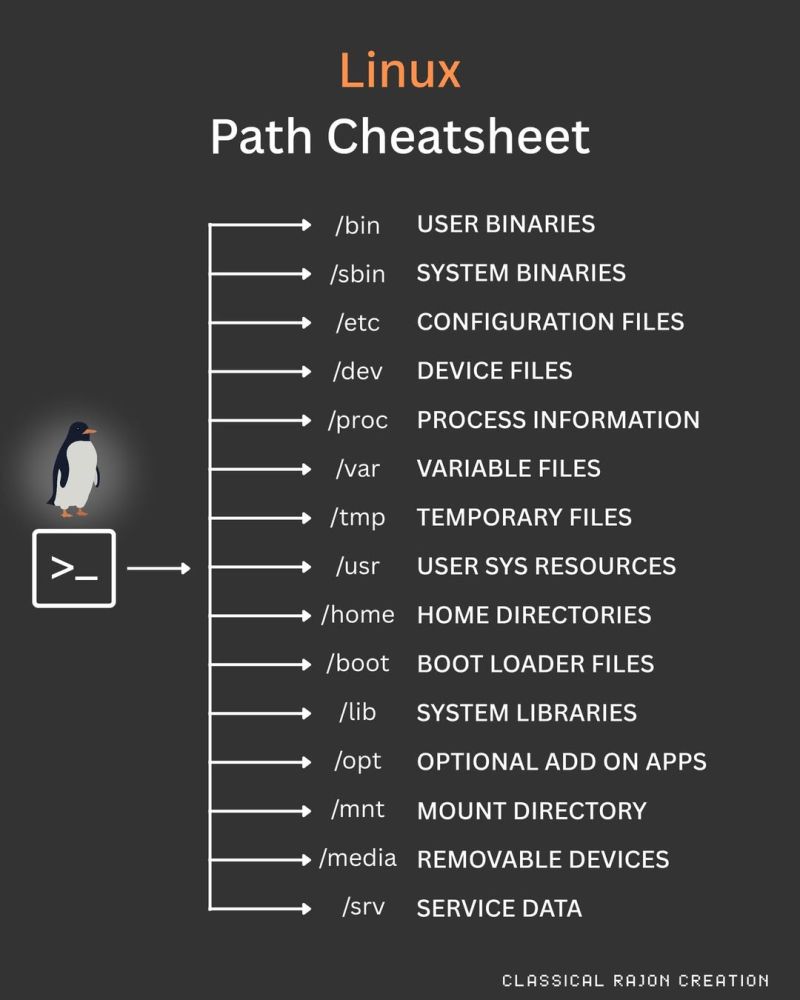 Linux
Path Cheatsheet
/bin USER BINARIES
/sbin SYSTEM BINARIES
/etc CONFIGURATION FILES
/dev DEVICE FILES
/proc PROCESS INFORMATION
/var VARIABLE FILES
/tmp TEMPORARY FILES
>_
/usr USER SYS RESOURCES
/home HOME DIRECTORIES
/boot BOOT LOADER FILES
/lib SYSTEM LIBRARIES
/opt OPTIONAL ADD ON APPS
/mnt MOUNT DIRECTORY
/media REMOVABLE DEVICES
/srv SERVICE DATA
CLASSICAL RAJON CREATION